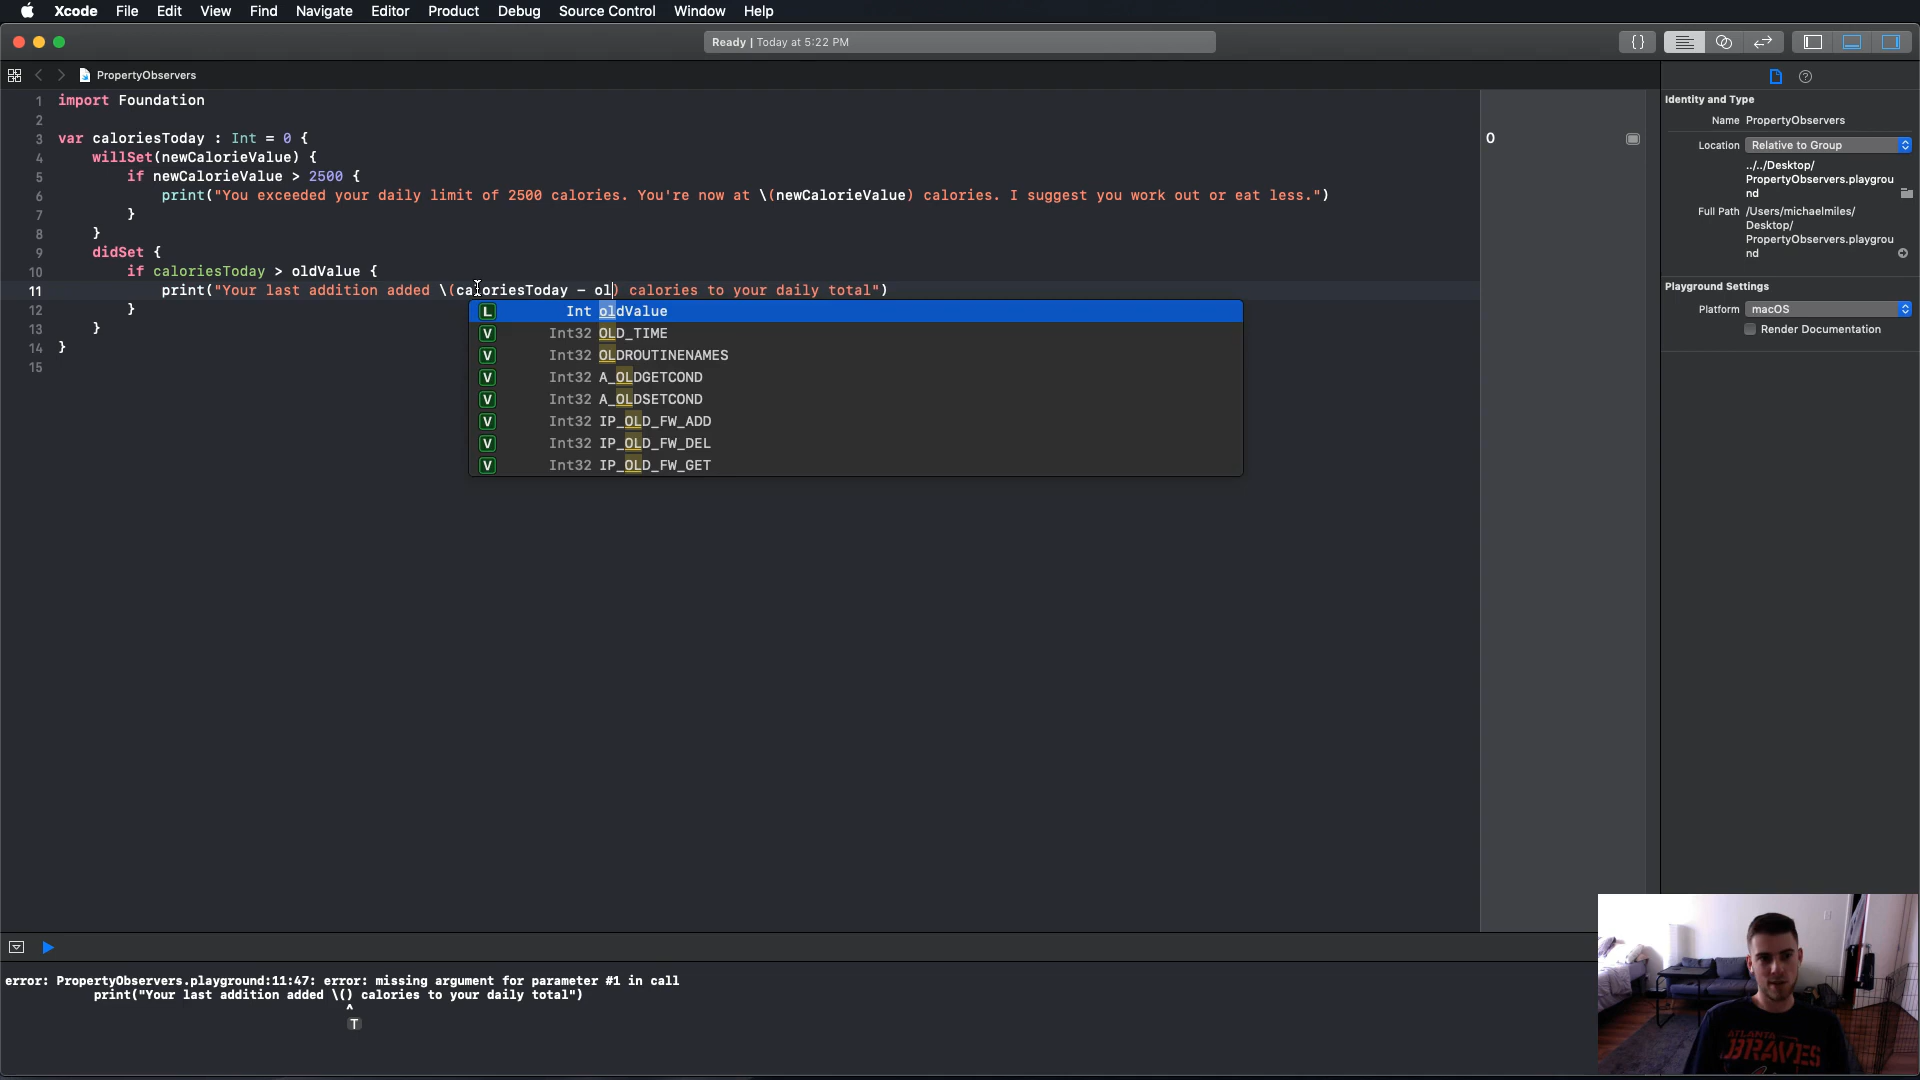 Xcode File Edit View Find Navigate Editor Product Debug Source Control Window Help
Ready | Today at 5:22 PM
{}
PropertyObservers
1 import Foundation
2
3 var caloriesToday : Int = 0 {
4 willSet(newCalorieValue) {
5 if newCalorieValue > 2500 {
6 print("You exceeded your daily limit of 2500 calories. You're now at \(newCalorieValue) calories. I suggest you work out or eat less.")
7 }
8 }
9 didSet {
10 if caloriesToday > oldValue {
11 print("Your last addition added \(caloriesToday - ol) calories to your daily total")
12 }
13 }
14 }
15
L Int oldValue
V Int32 OLD_TIME
V Int32 OLDROUTINENAMES
V Int32 A_OLDGETCOND
V Int32 A_OLDSETCOND
V Int32 IP_OLD_FW_ADD
V Int32 IP_OLD_FW_DEL
V Int32 IP_OLD_FW_GET
0
Identity and Type
Name PropertyObservers
Location Relative to Group
../../Desktop/
PropertyObservers.playgrou
nd
Full Path /Users/michaelmiles/
Desktop/
PropertyObservers.playgrou
nd
Playground Settings
Platform macOS
Render Documentation
error: PropertyObservers.playground:11:47: error: missing argument for parameter #1 in call
print("Your last addition added \() calories to your daily total")
^
T
ATLANTA
BRAVES